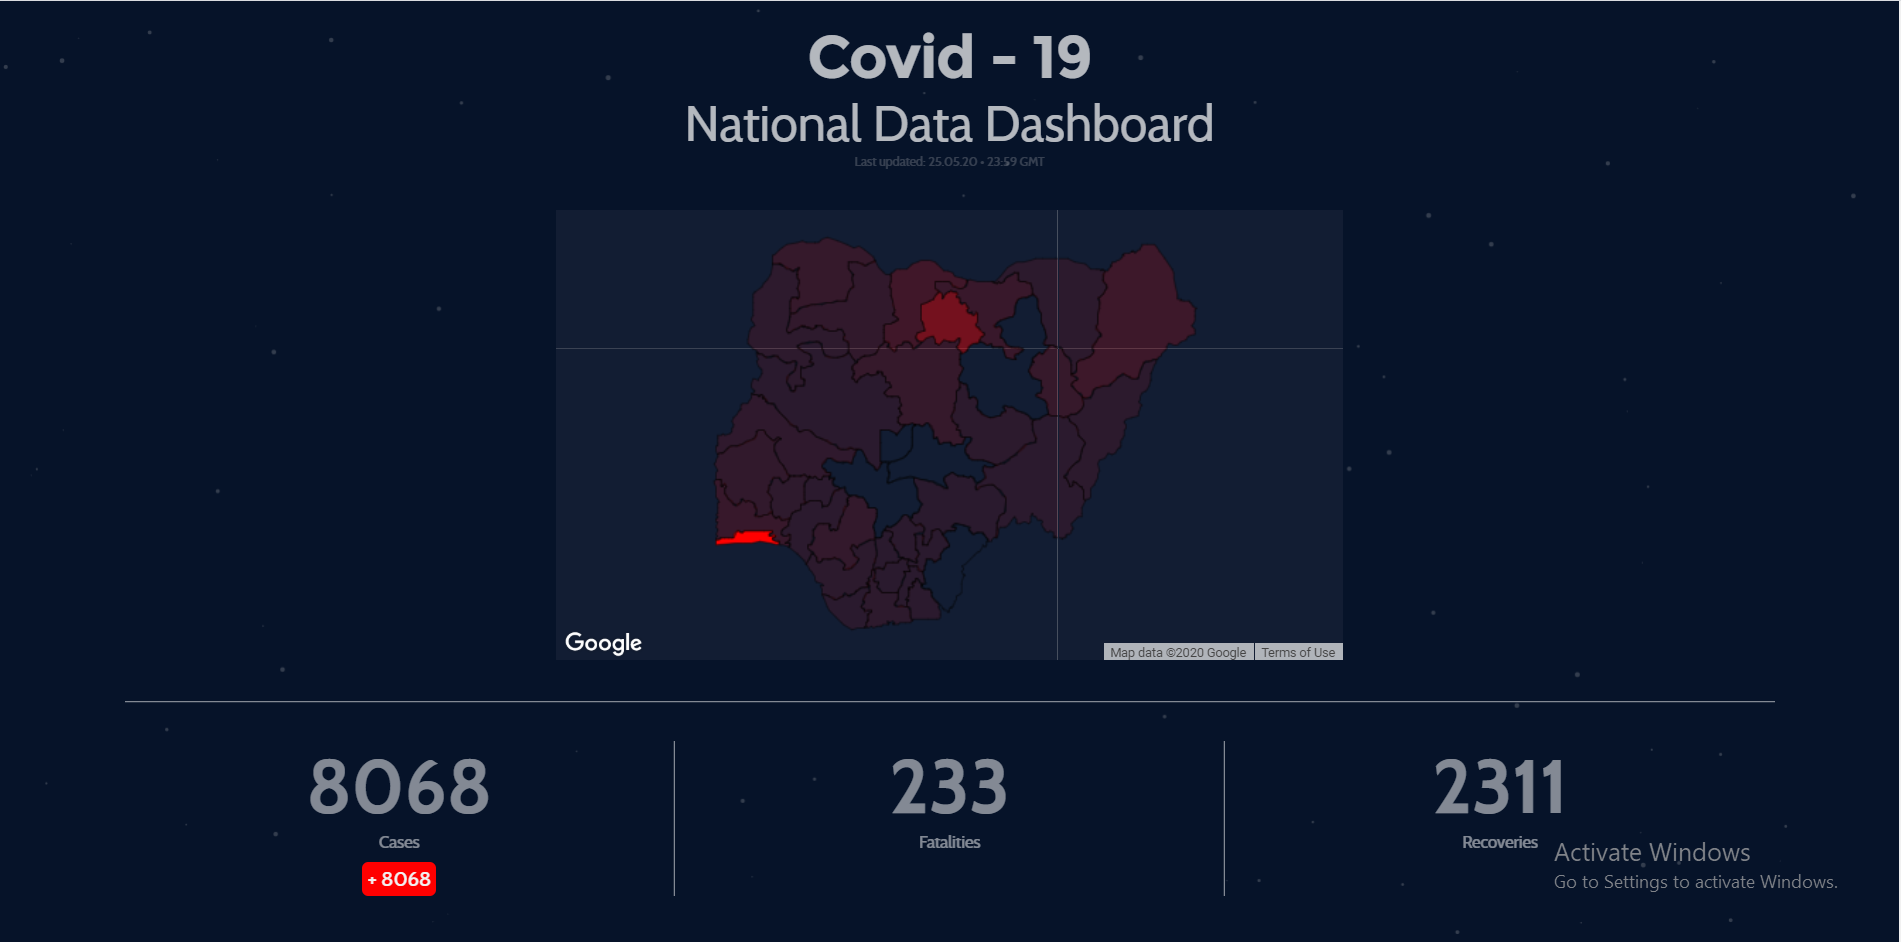 Covid - 19
National Data Dashboard
Last updated: 25.05.20 • 23:59 GMT
Google
Map data ©2020 Google
Terms of Use
8068
Cases
+ 8068
233
Fatalities
2311
Recoveries
Activate Windows
Go to Settings to activate Windows.